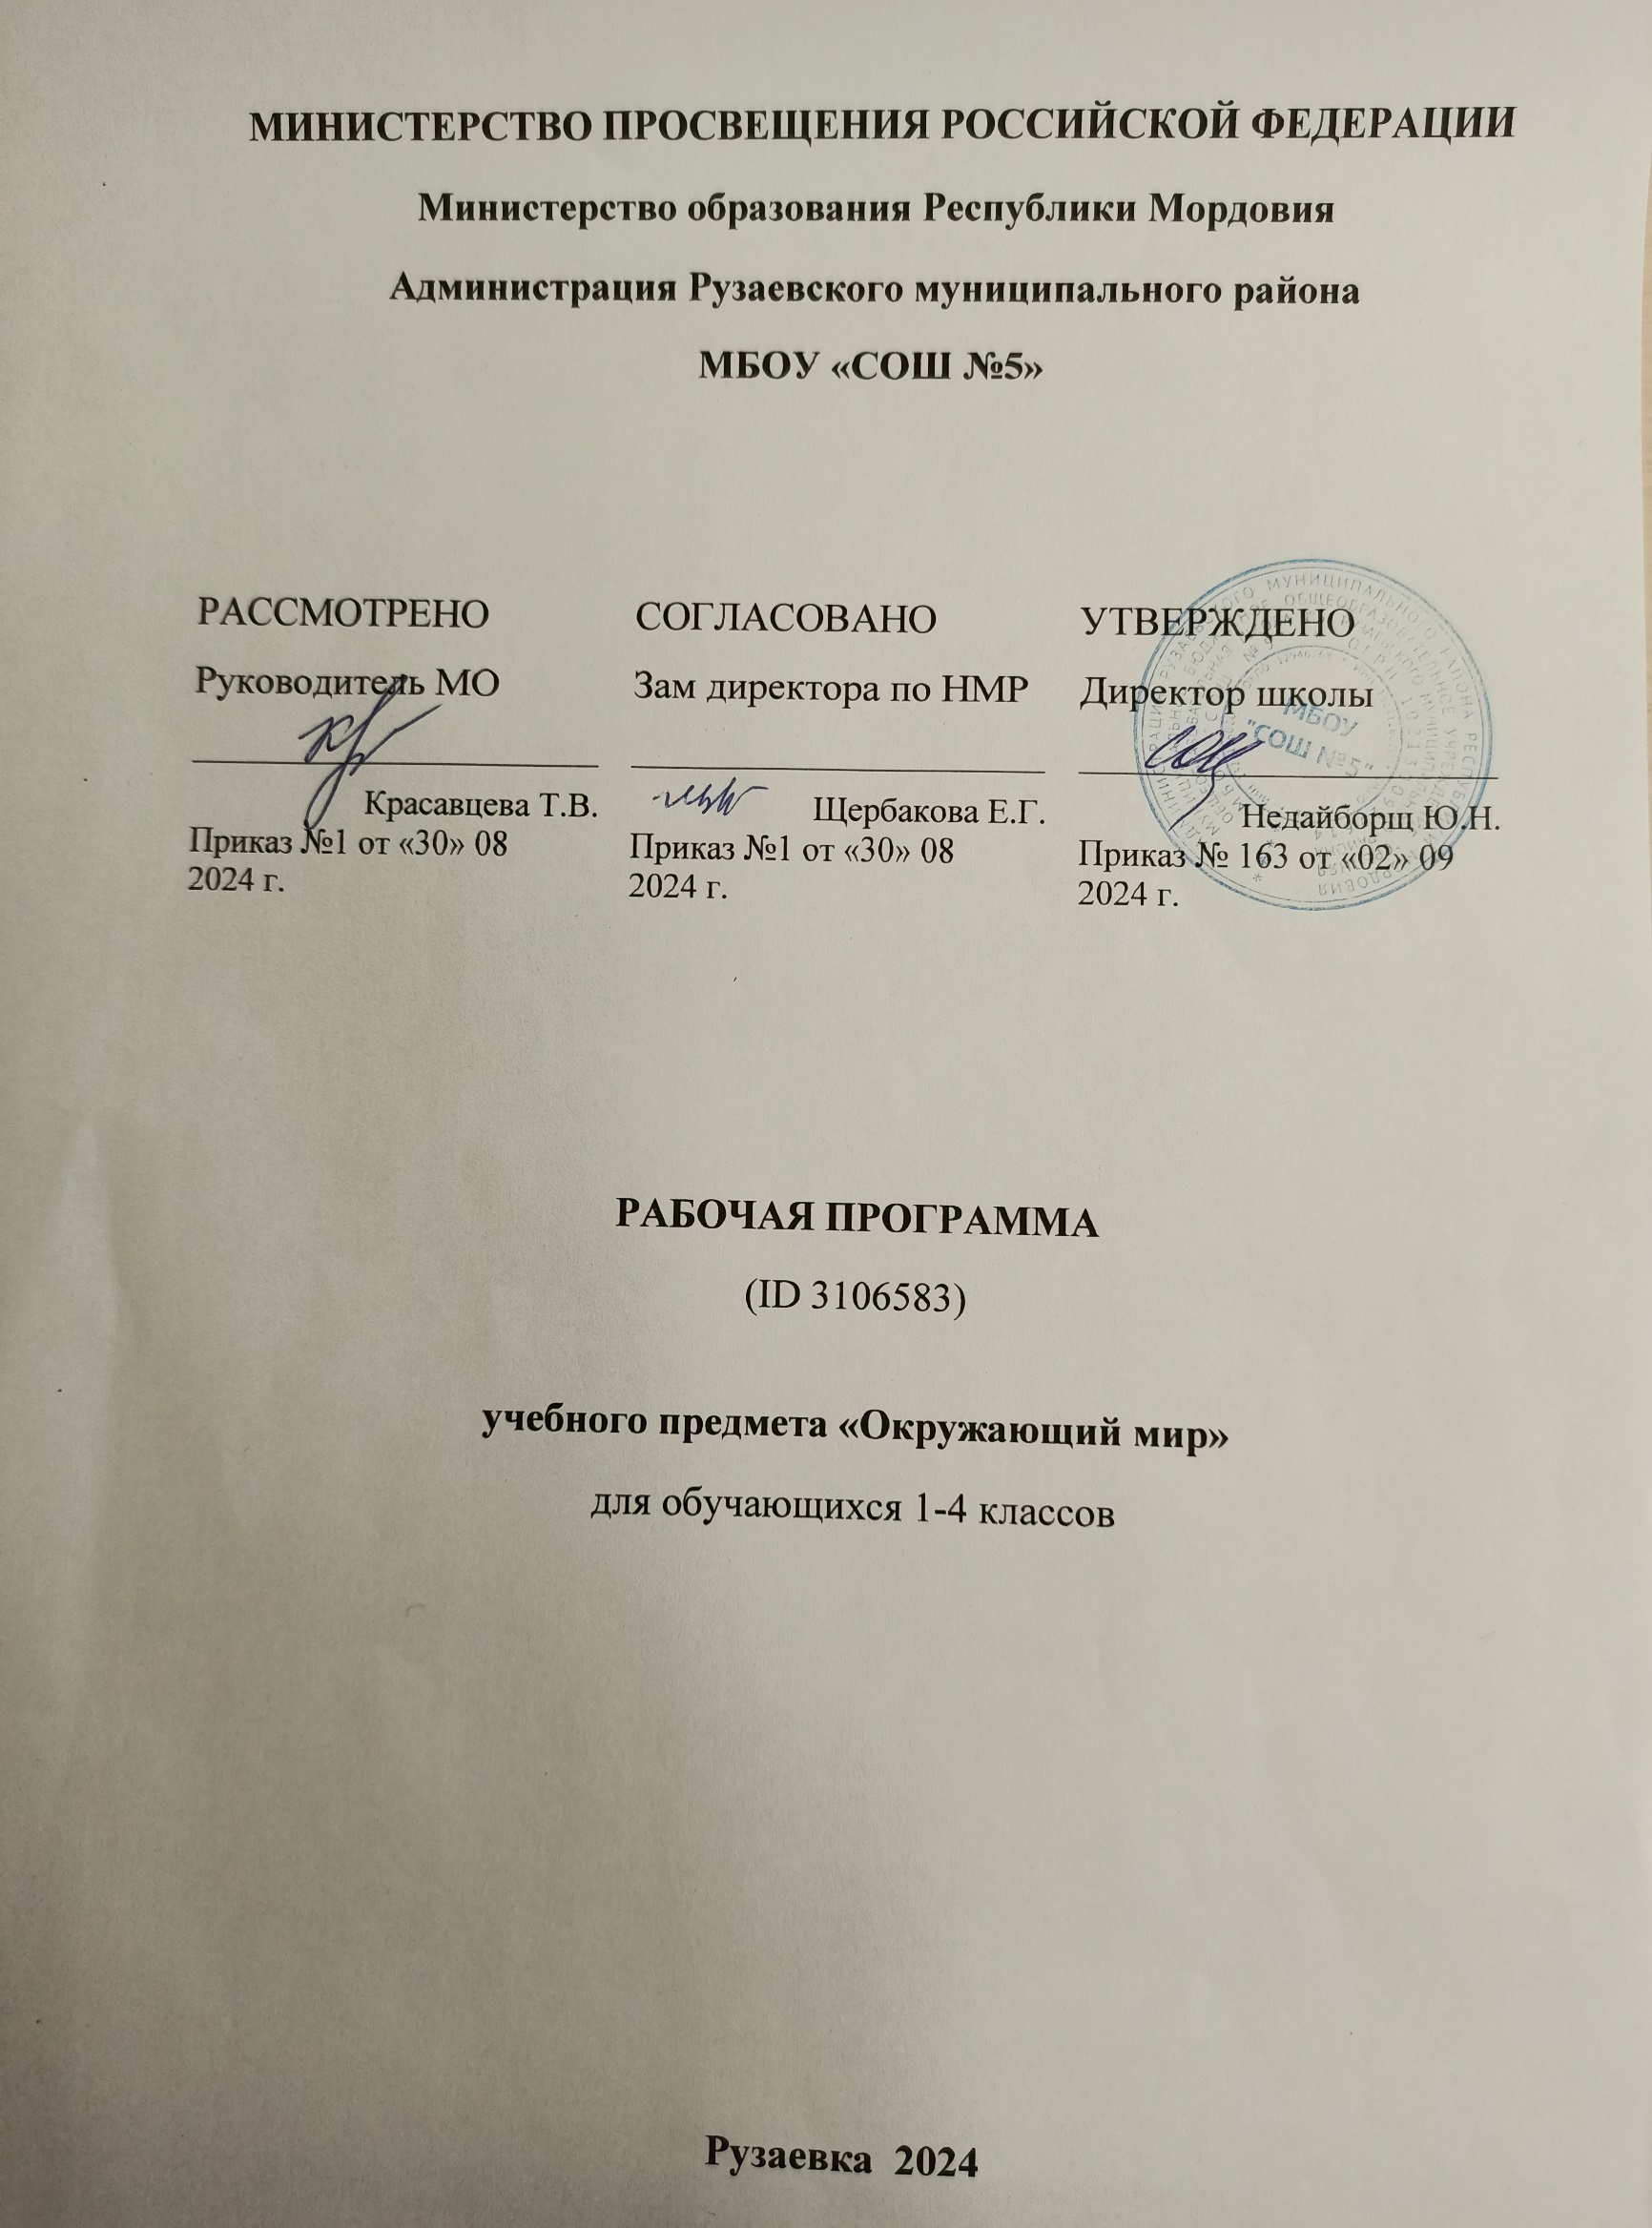 МИНИСТЕРСТВО ПРОСВЕЩЕНИЯ РОССИЙСКОЙ ФЕДЕРАЦИИ
Министерство образования Республики Мордовия
Администрация Рузаевского муниципального района
МБОУ «СОШ №5»
РАССМОТРЕНО
Руководитель МО
Красавцева Т.В.
Приказ №1 от «30» 08
2024 г.
СОГЛАСОВАНО
Зам директора по НМР
Щербакова Е.Г.
Приказ №1 от «30» 08
2024 г.
УТВЕРЖДЕНО
Директор школы
Недайборщ Ю.Н.
Приказ № 163 от «02» 09
2024 г.
МБОУ
"СОШ №5"
РАБОЧАЯ ПРОГРАММА
(ID 3106583)
учебного предмета «Окружающий мир»
для обучающихся 1-4 классов
Рузаевка 2024